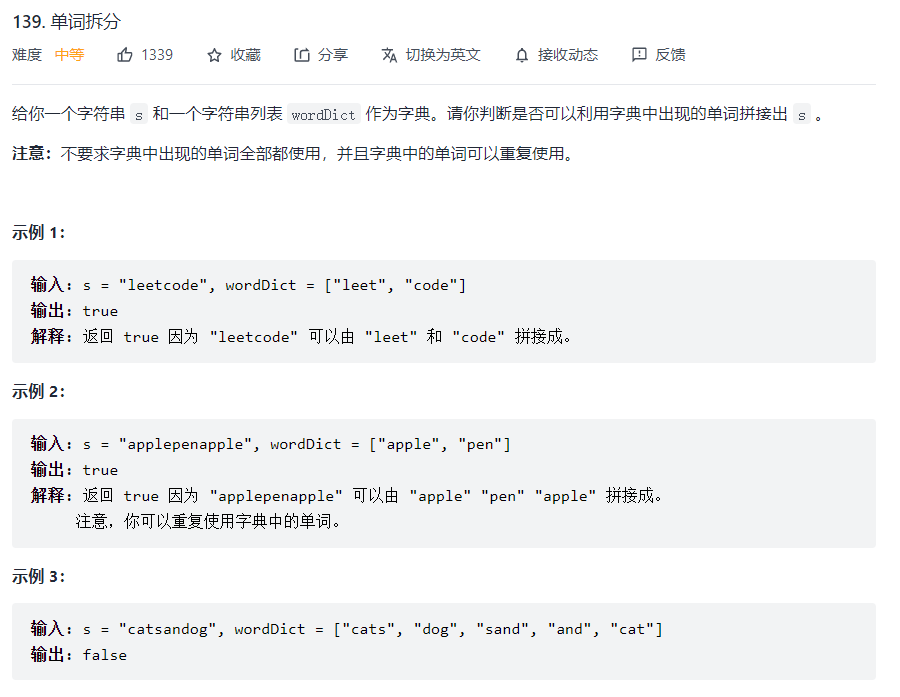 139. 单词拆分
难度 中等 1339 收藏 分享 切换为英文 接收动态 反馈
给你一个字符串 s 和一个字符串列表 wordDict 作为字典。请你判断是否可以利用字典中出现的单词拼接出 s 。
注意：不要求字典中出现的单词全部都使用，并且字典中的单词可以重复使用。
示例 1：
输入: s = "leetcode", wordDict = ["leet", "code"]
输出: true
解释: 返回 true 因为 "leetcode" 可以由 "leet" 和 "code" 拼接成。
示例 2：
输入: s = "applepenapple", wordDict = ["apple", "pen"]
输出: true
解释: 返回 true 因为 "applepenapple" 可以由 "apple" "pen" "apple" 拼接成。
注意，你可以重复使用字典中的单词。
示例 3：
输入: s = "catsandog", wordDict = ["cats", "dog", "sand", "and", "cat"]
输出: false